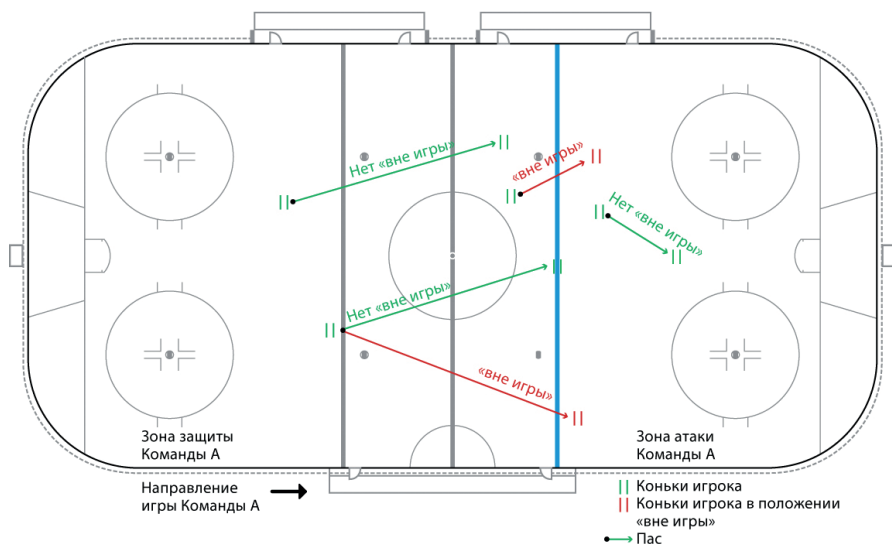 Нет «вне игры»
«вне игры»
Нет «вне игры»
Нет «вне игры»
«вне игры»
Зона защиты
Команды А
Зона атаки
Команды А
Направление
игры Команды А
Коньки игрока
Коньки игрока в положении
«вне игры»
Пас